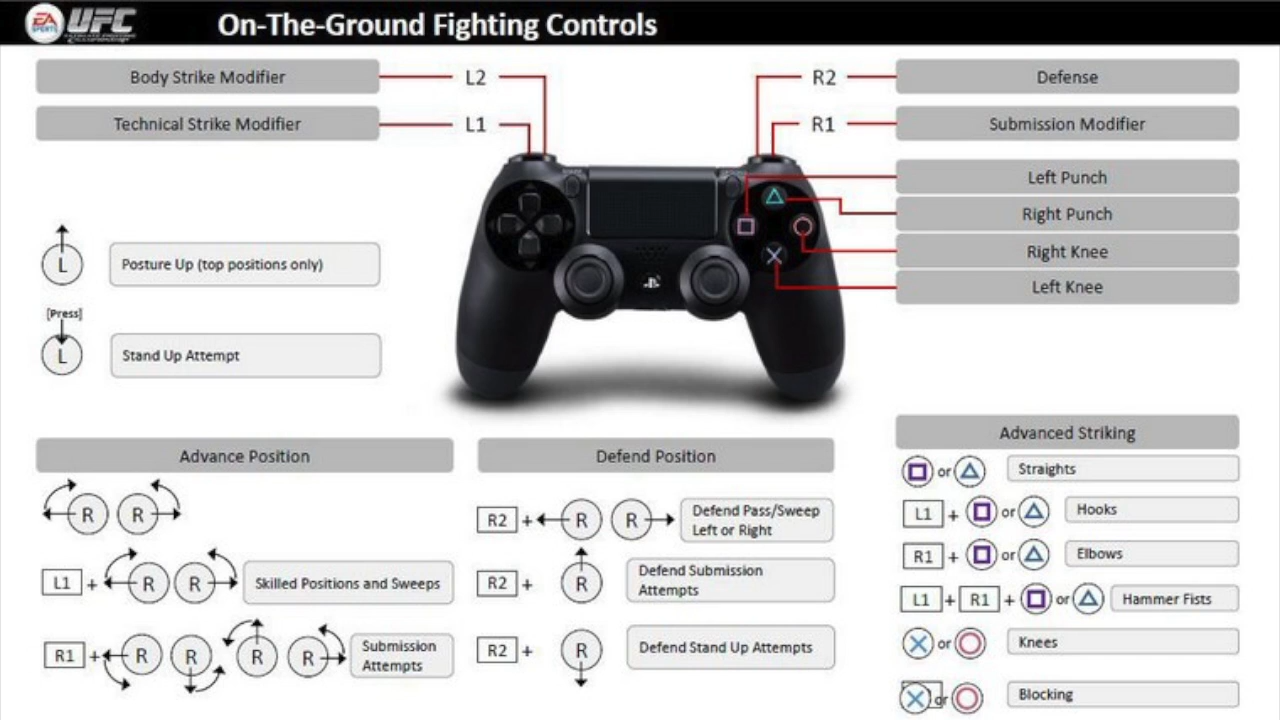 EA SPORTS UFC
On-The-Ground Fighting Controls
Body Strike Modifier
L2
R2
Defense
Technical Strike Modifier
L1
R1
Submission Modifier
Left Punch
Right Punch
Right Knee
Left Knee
L
Posture Up (top positions only)
[Press]
L
Stand Up Attempt
Advance Position
R R
L1 + R R Skilled Positions and Sweeps
R1 + R R R R Submission
Attempts
Defend Position
R2 + R R Defend Pass/Sweep
Left or Right
R2 + R Defend Submission
Attempts
R2 + R Defend Stand Up Attempts
Advanced Striking
or Straights
L1 + or Hooks
R1 + or Elbows
L1 + R1 + or Hammer Fists
or Knees
or Blocking